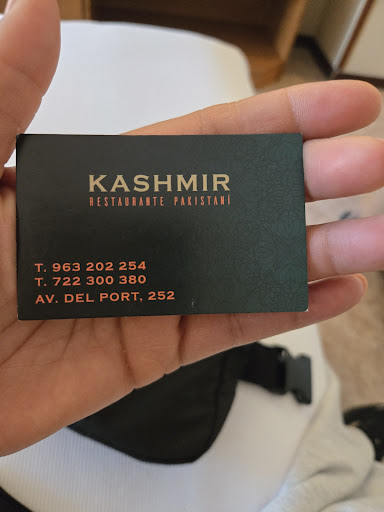 KASHMIR
RESTAURANTE PAKISTANÍ
T. 963 202 254
T. 722 300 380
AV. DEL PORT, 252